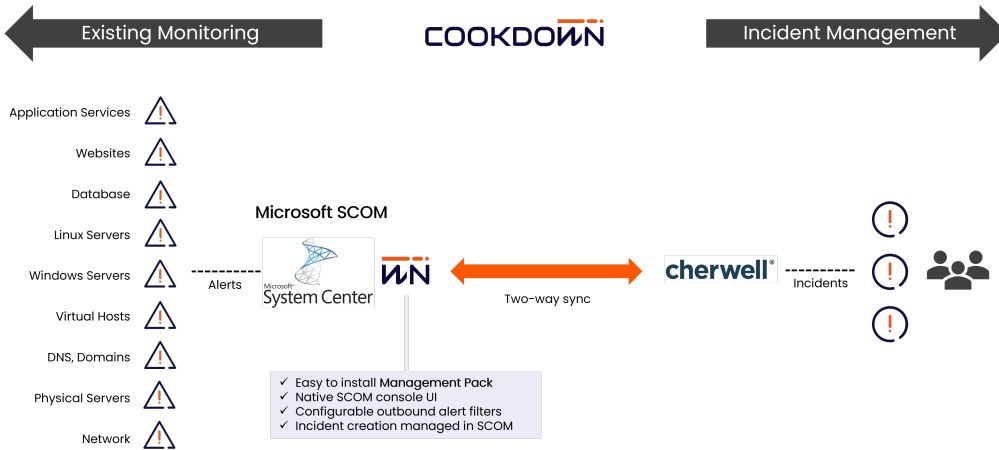 Existing Monitoring
COOKDOWN
Incident Management
Application Services
Websites
Database
Linux Servers
Windows Servers
Virtual Hosts
DNS, Domains
Physical Servers
Network
Alerts
Microsoft SCOM
Microsoft®
System Center
WN
Two-way sync
cherwell®
Incidents
✓ Easy to install Management Pack
✓ Native SCOM console UI
✓ Configurable outbound alert filters
✓ Incident creation managed in SCOM